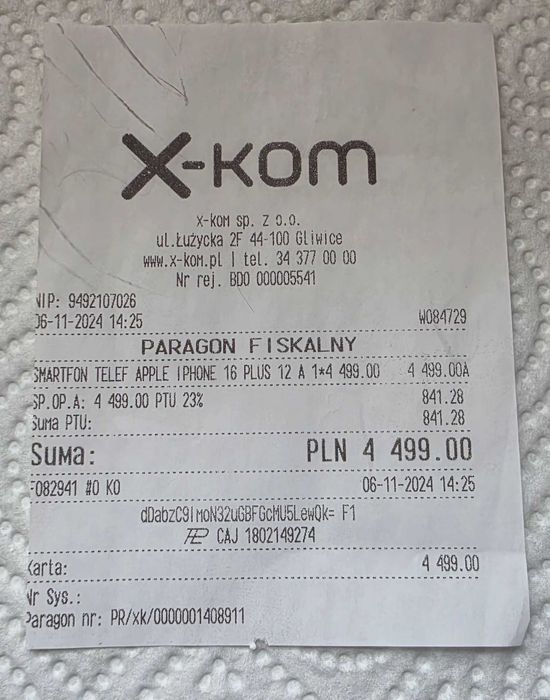 X-KOM
X-KOM SP. Z O.O.
ul.Łużycka 2F 44-100 Gliwice
www.x-kom.pl | tel. 34 377 00 00
Nr rej. BDO 000005541
NIP: 9492107026
06-11-2024 14:25 W084729
PARAGON FISKALNY
SMARTFON TELEF APPLE IPHONE 16 PLUS 12 A 1*4 499.00 4 499.00A
SP.OP.A: 4 499.00 PTU 23% 841.28
Suma PTU: 841.28
Suma: PLN 4 499.00
F082941 #0 KO 06-11-2024 14:25
dDabzC9ImoN32uGBFGcMU5LewQk= F1
CAJ 1802149274
Karta: 4 499.00
Nr Sys.:
Paragon nr: PR/xk/0000001408911